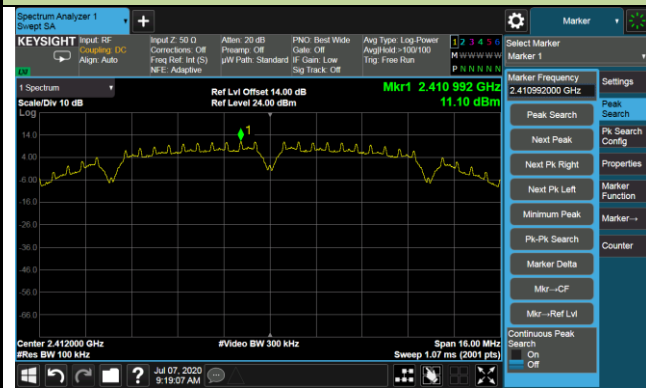 Spectrum Analyzer 1
Swept SA
Marker
KEYSIGHT
Input: RF
Coupling: DC
Align: Auto
Input Z: 50 Ω
Corrections: Off
Freq Ref: Int (S)
NFE: Adaptive
Atten: 20 dB
Preamp: Off
µW Path: Standard
PNO: Best Wide
Gate: Off
IF Gain: Low
Sig Track: Off
Avg Type: Log-Power
Avg|Hold:>100/100
Trig: Free Run
1 2 3 4 5 6
M W W W W W
P N N N N N
LXI
Select Marker
Marker 1
1 Spectrum
Scale/Div 10 dB
Log
Ref Lvl Offset 14.00 dB
Ref Level 24.00 dBm
Mkr1 2.410 992 GHz
11.10 dBm
1
14.0
4.00
-6.00
-16.0
-26.0
-36.0
-46.0
-56.0
-66.0
Center 2.412000 GHz
#Res BW 100 kHz
#Video BW 300 kHz
Span 16.00 MHz
Sweep 1.07 ms (2001 pts)
Marker Frequency
2.410992000 GHz
Peak Search
Next Peak
Next Pk Right
Next Pk Left
Minimum Peak
Pk-Pk Search
Marker Delta
Mkr→CF
Mkr→Ref Lvl
Continuous Peak
Search
On
Off
Settings
Peak
Search
Pk Search
Config
Properties
Marker
Function
Marker→
Counter
Jul 07, 2020
9:19:07 AM